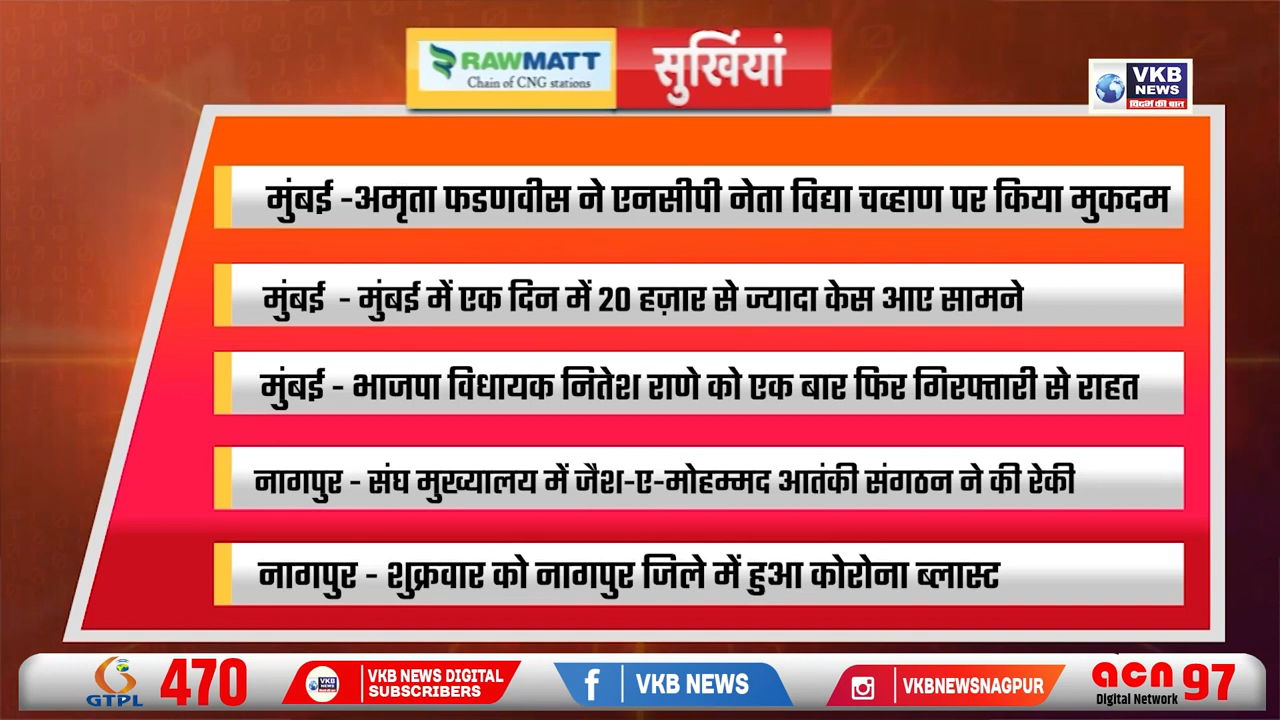 RAWMATT
Chain of CNG stations
सुर्खियां
VKB
NEWS
विदर्भ की बात
मुंबई -अमृता फडणवीस ने एनसीपी नेता विद्या चव्हाण पर किया मुकदम
मुंबई - मुंबई में एक दिन में 20 हज़ार से ज्यादा केस आए सामने
मुंबई - भाजपा विधायक नितेश राणे को एक बार फिर गिरफ्तारी से राहत
नागपुर - संघ मुख्यालय में जैश-ए-मोहम्मद आतंकी संगठन ने की रेकी
नागपुर - शुक्रवार को नागपुर जिले में हुआ कोरोना ब्लास्ट
GTPL
470
VKB
NEWS
VKB NEWS DIGITAL
SUBSCRIBERS
VKB NEWS
VKBNEWSNAGPUR
acn 97
Digital Network